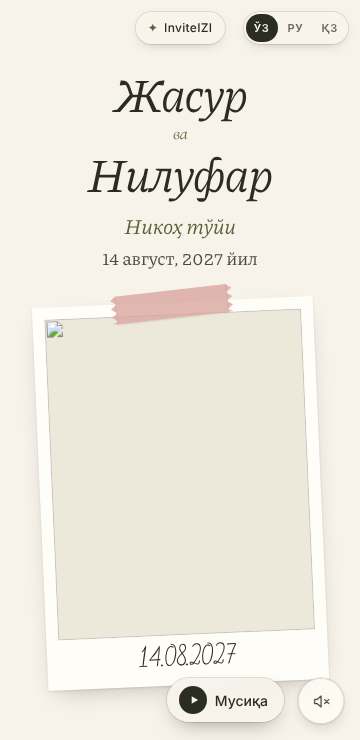 InviteIZI
ЎЗ РУ ҚЗ
Жасур
ва
Нилуфар
Никоҳ тўйи
14 август, 2027 йил
14.08.2027
Мусиқа